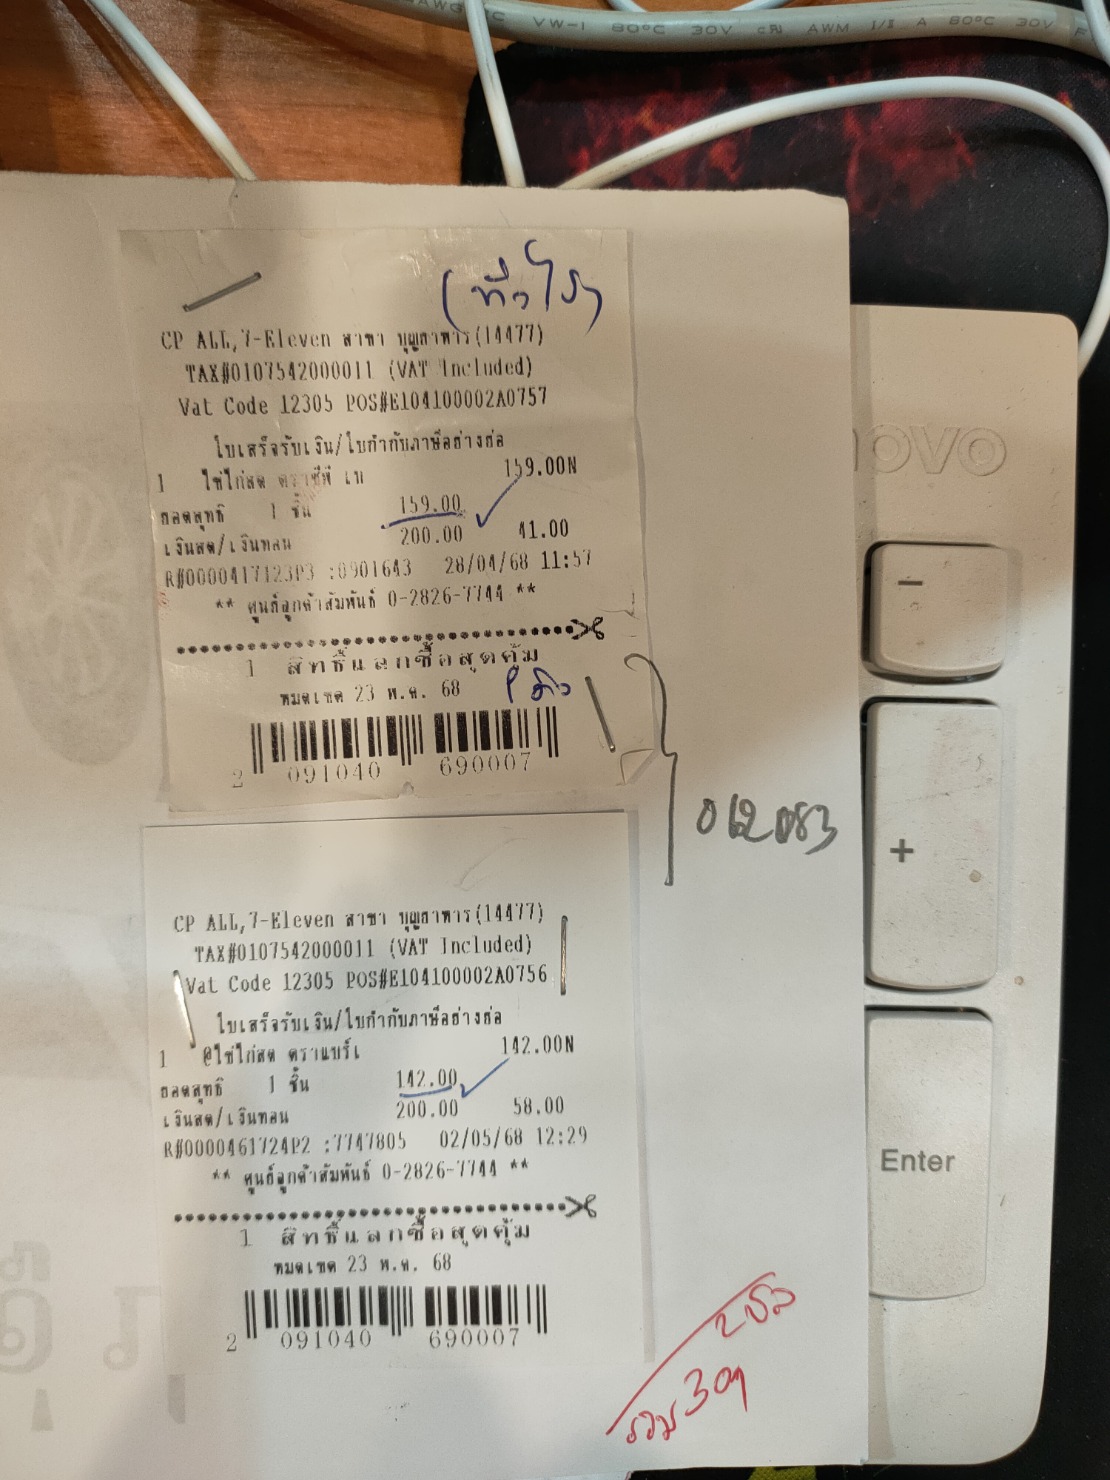 VW-1 80°C 30V AWM I/II A 80°C 30V
CP ALL,7-Eleven สาขา บุญถาพาร(14477)
TAX#0107542000011 (VAT Included)
Vat Code 12305 POS#E104100002A0757
ใบเสร็จรับเงิน/ใบกำกับภาษีอย่างย่อ
1 ไข่ไก่สด ตราซีพี เบ 159.00N
ยอดสุทธิ 1 ชิ้น 159.00
เงินสด/เงินทอน 200.00 41.00
R#0000417123P3 :0901643 28/04/68 11:57
** ศูนย์ลูกค้าสัมพันธ์ 0-2826-7744 **
1 สิทธิ์แลกซื้อสุดคุ้ม
หมดเขต 23 พ.ค. 68
2 091040 690007
062083
CP ALL,7-Eleven สาขา บุญถาพาร(14477)
TAX#0107542000011 (VAT Included)
Vat Code 12305 POS#E104100002A0756
ใบเสร็จรับเงิน/ใบกำกับภาษีอย่างย่อ
1 @ไข่ไก่สด ตราแบร์เ 142.00N
ยอดสุทธิ 1 ชิ้น 142.00
เงินสด/เงินทอน 200.00 58.00
R#0000461724P2 :7747805 02/05/68 12:29
** ศูนย์ลูกค้าสัมพันธ์ 0-2826-7744 **
1 สิทธิ์แลกซื้อสุดคุ้ม
หมดเขต 23 พ.ค. 68
2 091040 690007
รวม 301
novo
-
+
Enter